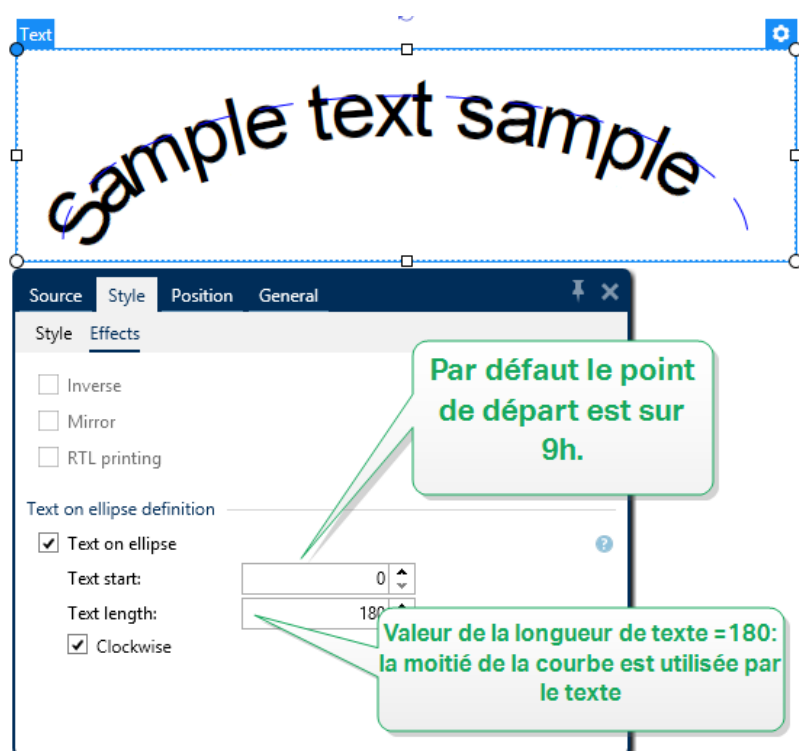 Text
Sample text sample
Source Style Position General
Style Effects
Inverse
Mirror
RTL printing
Par défaut le point
de départ est sur
9h.
Text on ellipse definition
Text on ellipse
?
Text start: 0
Text length: 180
Clockwise
Valeur de la longueur de texte =180:
la moitié de la courbe est utilisée par
le texte